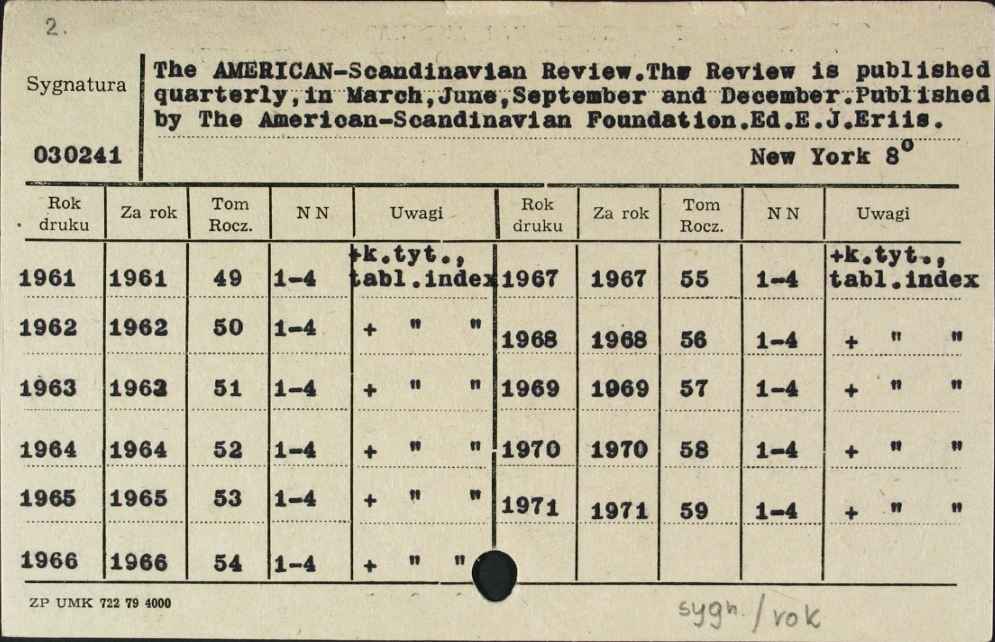 2.
Sygnatura
The AMERICAN-Scandinavian Review.The Review is published
quarterly,in March,June,September and December.Published
by The American-Scandinavian Foundation.Ed.E.J.Eriis.
030241
New York 8⁰
Rok druku Za rok Tom Rocz. N N Uwagi Rok druku Za rok Tom Rocz. N N Uwagi
1961 1961 49 1-4 +k.tyt., tabl.index 1967 1967 55 1-4 +k.tyt., tabl.index
1962 1962 50 1-4 + " " 1968 1968 56 1-4 + " "
1963 1963 51 1-4 + " " 1969 1969 57 1-4 + " "
1964 1964 52 1-4 + " " 1970 1970 58 1-4 + " "
1965 1965 53 1-4 + " " 1971 1971 59 1-4 + " "
1966 1966 54 1-4 + " "
ZP UMK 722 79 4000
sygn./rok